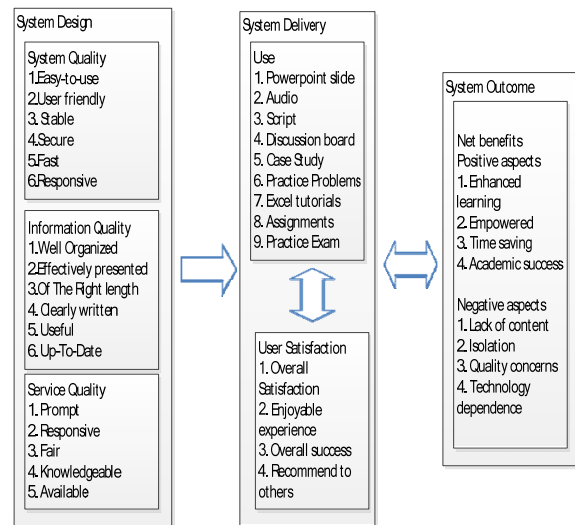 System Design
System Quality
1.Easy-to-use
2.User friendly
3. Stable
4.Secure
5.Fast
6.Responsive
Information Quality
1.Well Organized
2.Effectively presented
3.Of The Right length
4. Clearly written
5. Useful
6. Up-To-Date
Service Quality
1. Prompt
2. Responsive
3. Fair
4. Knowledgeable
5. Available
System Delivery
Use
1. Powerpoint slide
2. Audio
3. Script
4. Discussion board
5. Case Study
6. Practice Problems
7. Excel tutorials
8. Assignments
9. Practice Exam
User Satisfaction
1. Overall
Satisfaction
2. Enjoyable
experience
3. Overall success
4. Recommend to
others
System Outcome
Net benefits
Positive aspects
1. Enhanced
learning
2. Empowered
3. Time saving
4. Academic success
Negative aspects
1. Lack of content
2. Isolation
3. Quality concerns
4. Technology
dependence